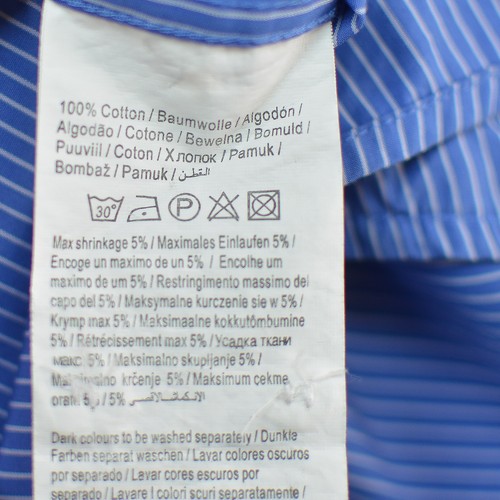 100% Cotton / Baumwolle / Algodón /
Algodão / Cotone / Bewełna / Bomuld /
Puuviil / Coton / Хлопок / Pamuk /
Bombaž / Pamuk / القطن
30° P
Max shrinkage 5% / Maximales Einlaufen 5% /
Encoge un maximo de un 5% / Encolhe um
maximo de um 5% / Restringimento massimo del
capo del 5% / Maksymalne kurczenie sie w 5% /
Krymp max 5% / Maksimaalne kokkutõmbumine
5% / Rétrécissement max 5% / Усадка ткани
макс. 5% / Maksimalno skupljanje 5% /
krčenje 5% / Maksimum çekme
5% /
Dark colours to be washed separately / Dunkle
Farben separat waschen / Lavar colores oscuros
por separado / Lavar cores escuros por
separado / Lavare I colori scuri separatamente /